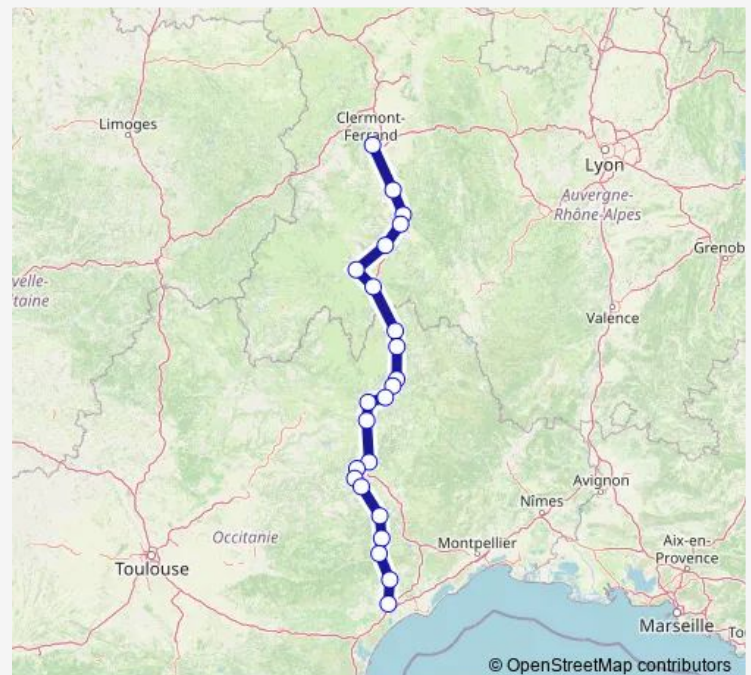 Limoges
Clermont-
Ferrand
Lyon
Auvergne-
Rhône-Alpes
Grenob
velle-
taine
Valence
Avignon
Nîmes
Occitanie
Montpellier
Aix-en-
Provence
Toulouse
Marseille
To
© OpenStreetMap contributors